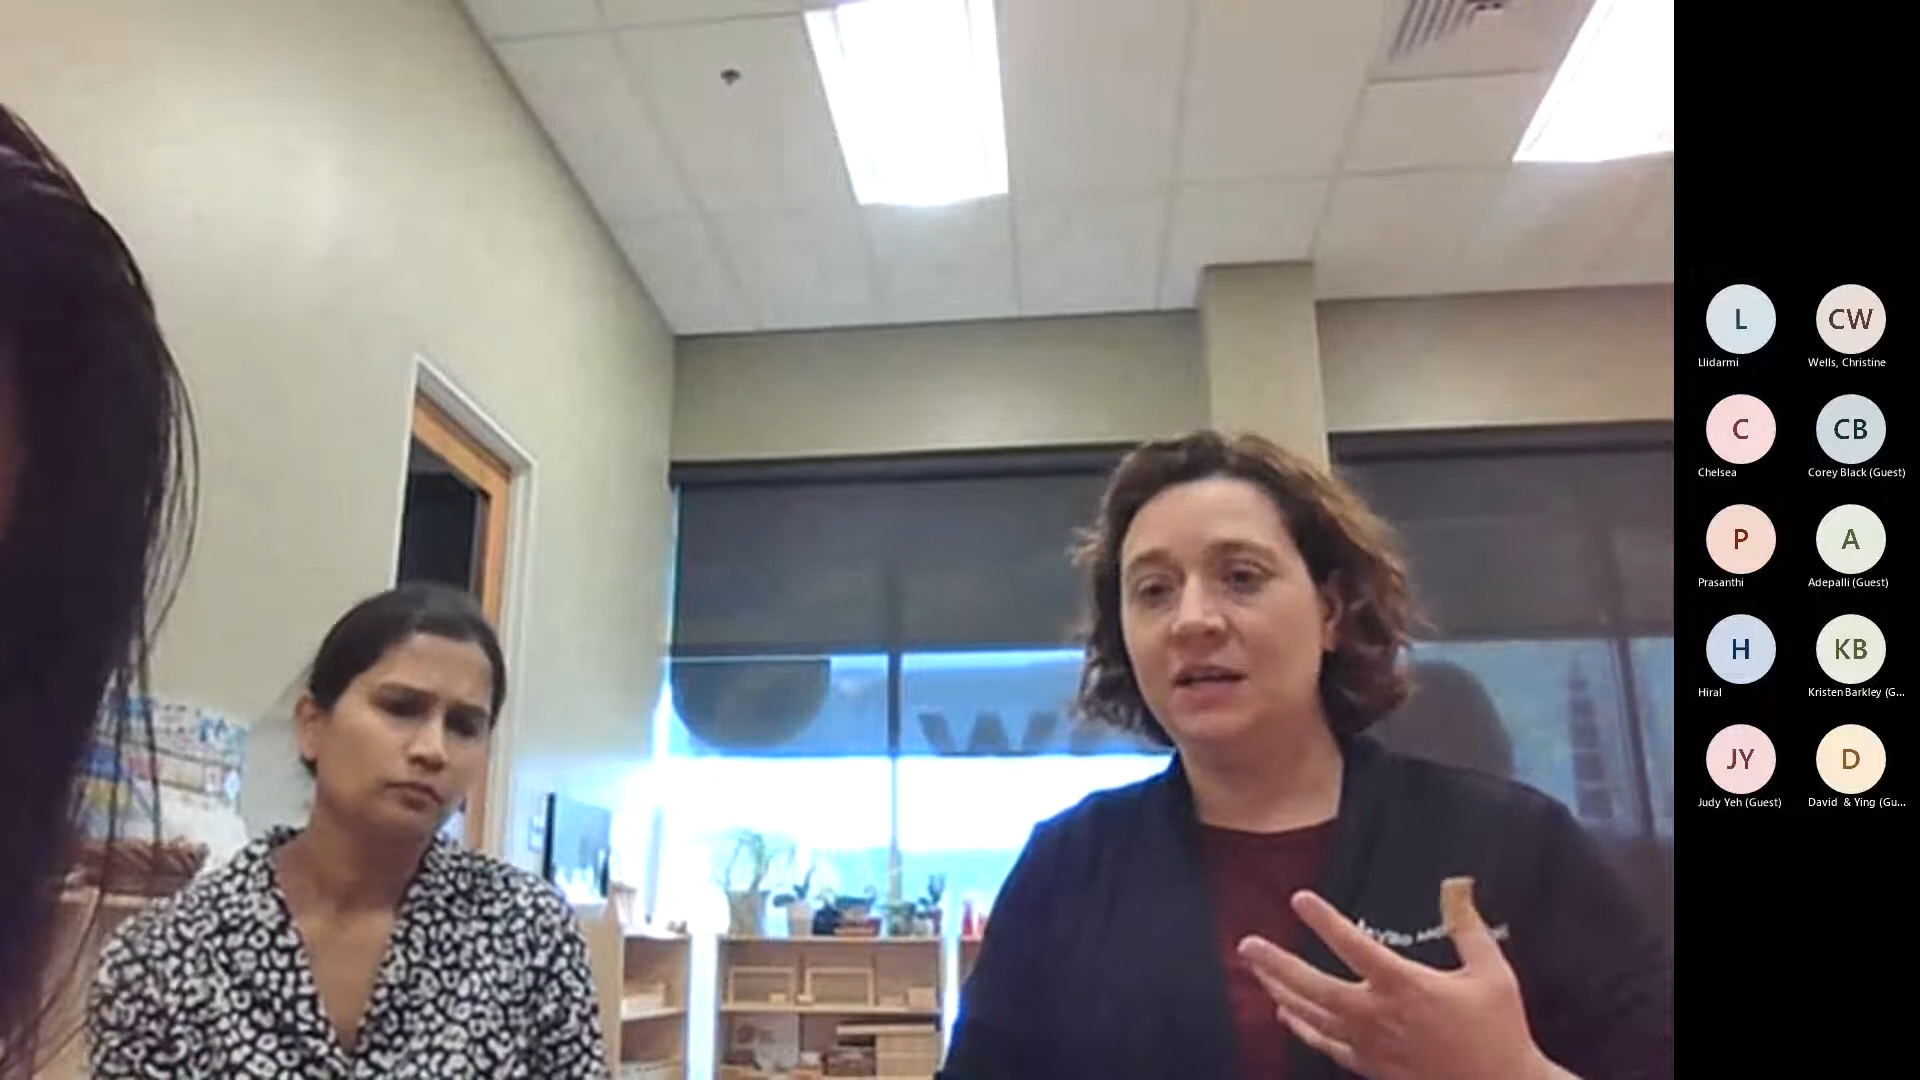 L
CW
Llidarmi
Wells, Christine
C
CB
Chelsea
Corey Black (Guest)
P
A
Prasanthi
Adepalli (Guest)
H
KB
Hiral
Kristen Barkley (G...
JY
D
Judy Yeh (Guest)
David & Ying (Gu...